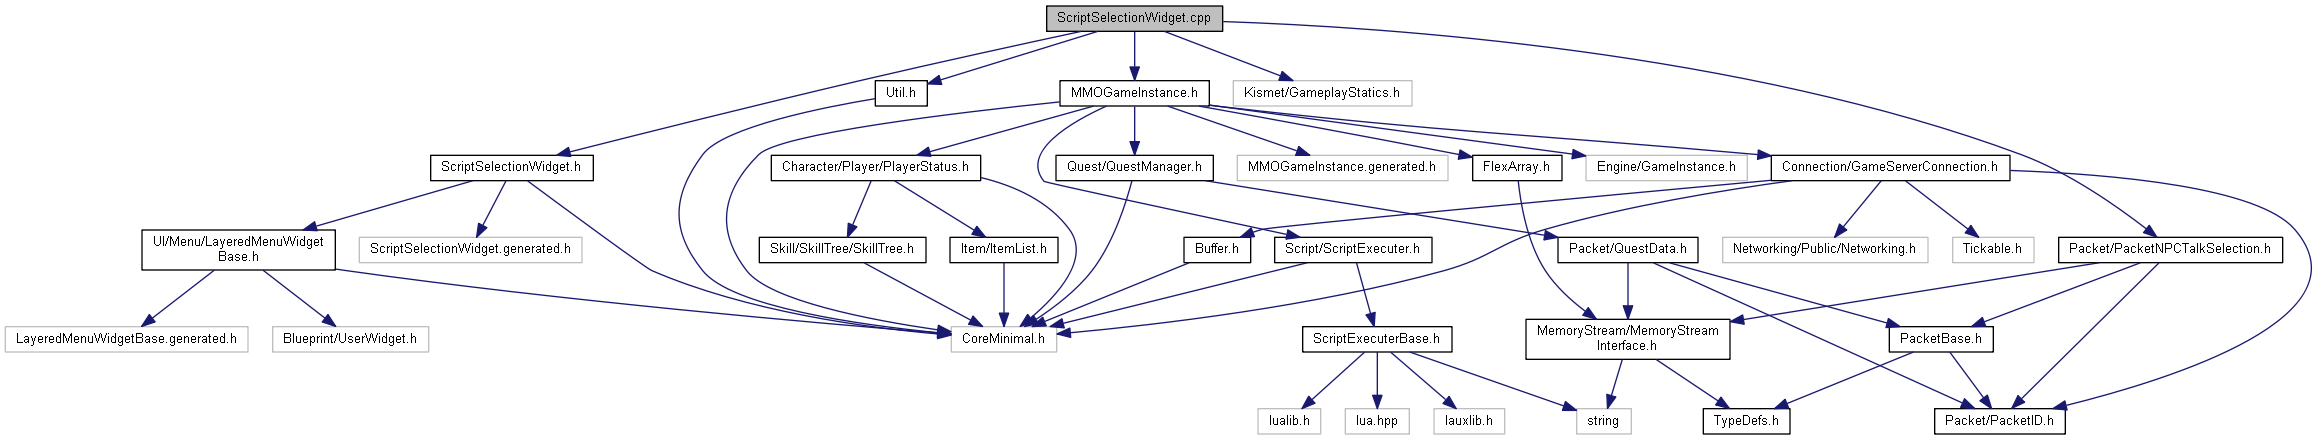 ScriptSelectionWidget.cpp
Util.h
MMOGameInstance.h
Kismet/GameplayStatics.h
ScriptSelectionWidget.h
Character/Player/PlayerStatus.h
Quest/QuestManager.h
MMOGameInstance.generated.h
FlexArray.h
Engine/GameInstance.h
Connection/GameServerConnection.h
UI/Menu/LayeredMenuWidget
Base.h
ScriptSelectionWidget.generated.h
Skill/SkillTree/SkillTree.h
Item/ItemList.h
Buffer.h
Script/ScriptExecuter.h
Packet/QuestData.h
Networking/Public/Networking.h
Tickable.h
Packet/PacketNPCTalkSelection.h
LayeredMenuWidgetBase.generated.h
Blueprint/UserWidget.h
CoreMinimal.h
ScriptExecuterBase.h
MemoryStream/MemoryStream
Interface.h
PacketBase.h
lualib.h
lua.hpp
lauxlib.h
string
TypeDefs.h
Packet/PacketID.h